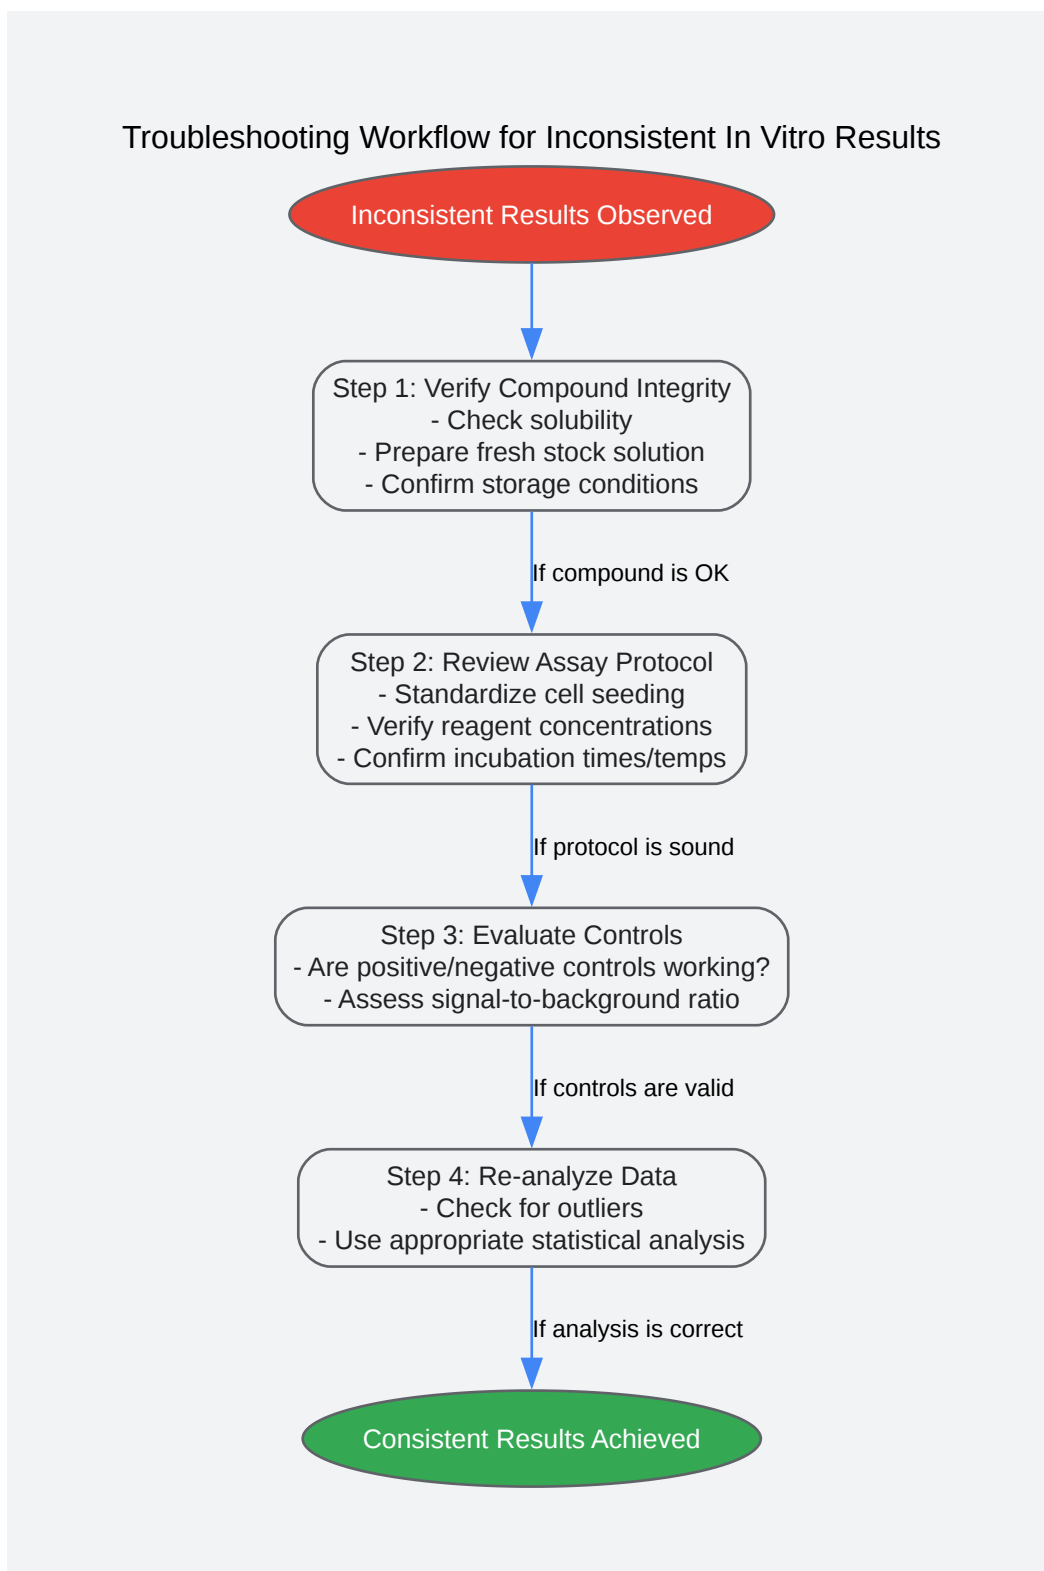 Troubleshooting Workflow for Inconsistent In Vitro Results
Inconsistent Results Observed
Step 1: Verify Compound Integrity
- Check solubility
- Prepare fresh stock solution
- Confirm storage conditions
If compound is OK
Step 2: Review Assay Protocol
- Standardize cell seeding
- Verify reagent concentrations
- Confirm incubation times/temps
If protocol is sound
Step 3: Evaluate Controls
- Are positive/negative controls working?
- Assess signal-to-background ratio
If controls are valid
Step 4: Re-analyze Data
- Check for outliers
- Use appropriate statistical analysis
If analysis is correct
Consistent Results Achieved